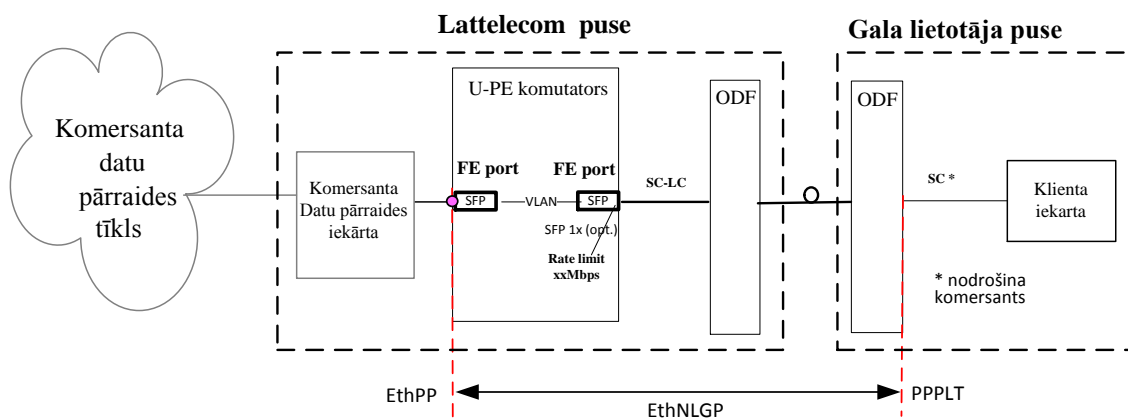 Lattelecom puse
Gala lietotāja puse
Komersanta
datu
pārraides
tīkls
Komersanta
Datu pārraides
iekārta
U-PE komutators
FE port
FE port
SFP
VLAN
SFP
SFP 1x (opt.)
Rate limit
xxMbps
SC-LC
ODF
ODF
SC *
Klienta
iekarta
* nodrošina
komersants
EthPP
EthNLGP
PPPLT